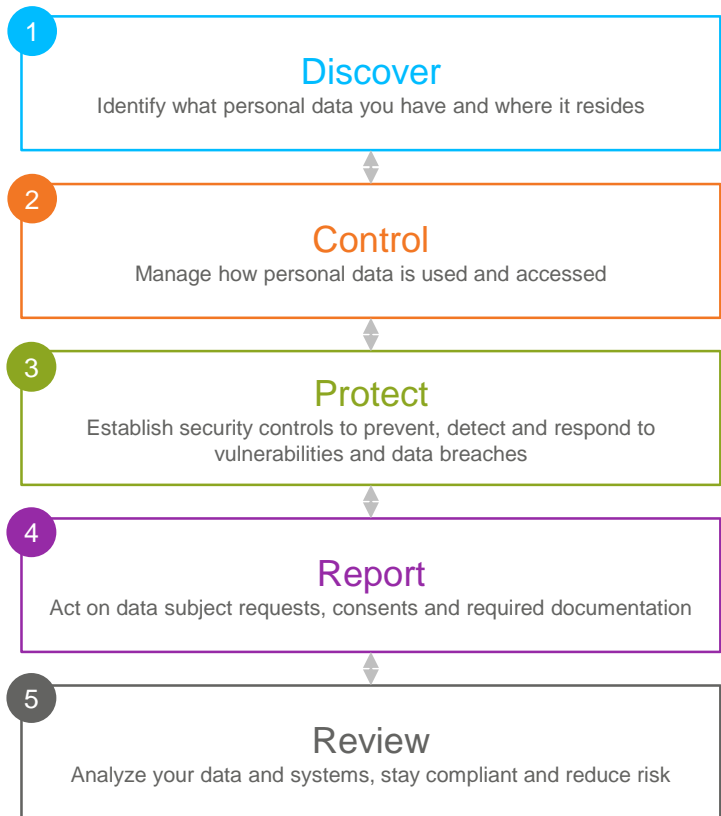 1
Discover
Identify what personal data you have and where it resides
2
Control
Manage how personal data is used and accessed
3
Protect
Establish security controls to prevent, detect and respond to
vulnerabilities and data breaches
4
Report
Act on data subject requests, consents and required documentation
5
Review
Analyze your data and systems, stay compliant and reduce risk